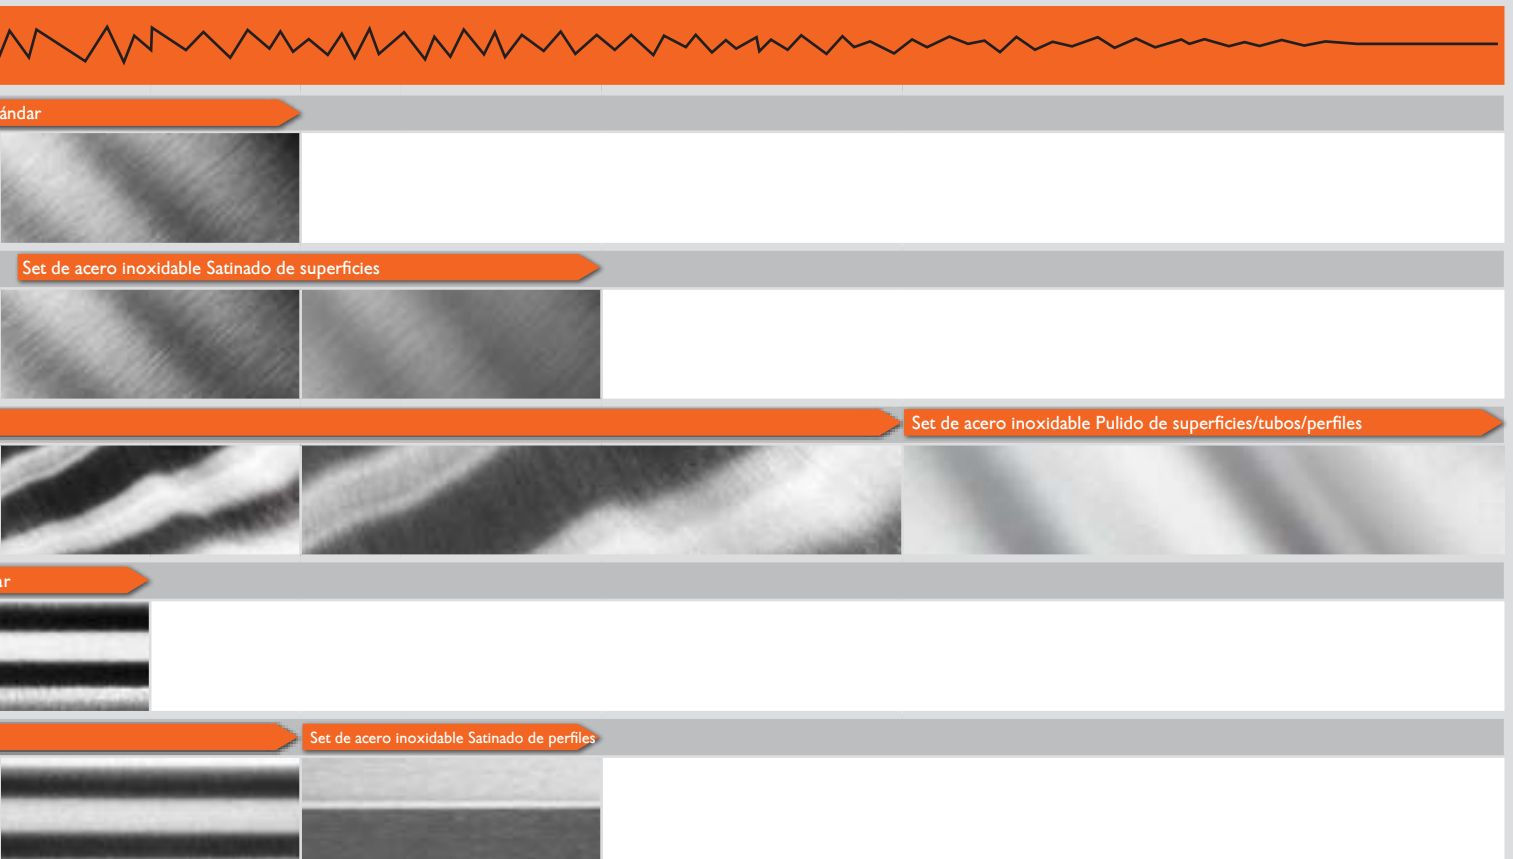 ándar
Set de acero inoxidable Satinado de superficies
Set de acero inoxidable Pulido de superficies/tubos/perfiles
ar
Set de acero inoxidable Satinado de perfiles